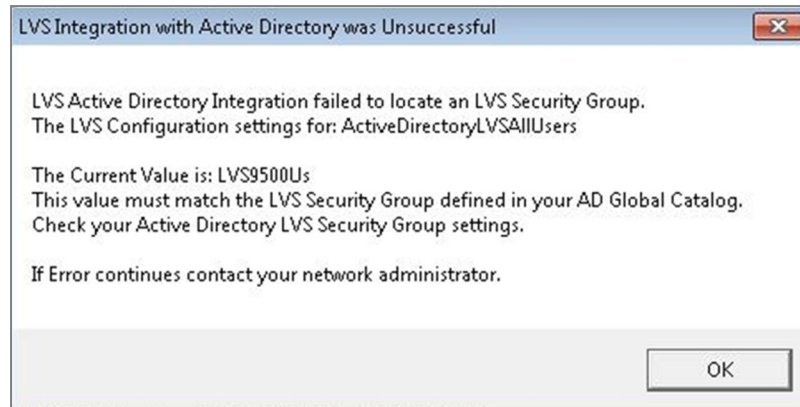 LVS Integration with Active Directory was Unsuccessful
LVS Active Directory Integration failed to locate an LVS Security Group.
The LVS Configuration settings for: ActiveDirectoryLVSAllUsers
The Current Value is: LVS9500Us
This value must match the LVS Security Group defined in your AD Global Catalog.
Check your Active Directory LVS Security Group settings.
If Error continues contact your network administrator.
OK